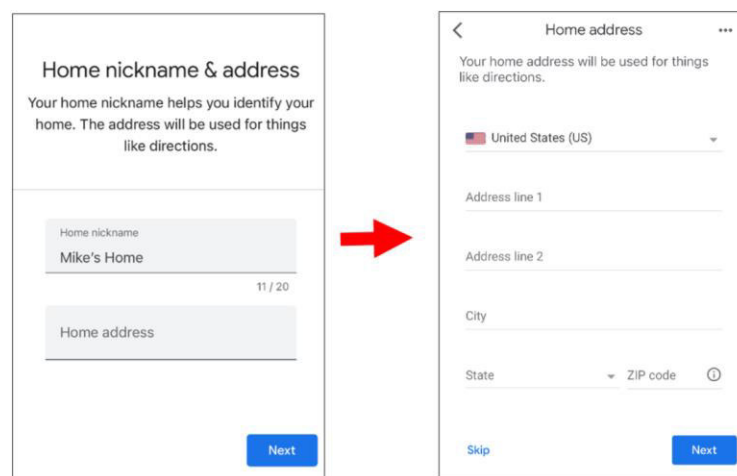 Home nickname & address
Your home nickname helps you identify your
home. The address will be used for things
like directions.
Home nickname
Mike's Home
11 / 20
Home address
Next
Home address
Your home address will be used for things
like directions.
United States (US)
Address line 1
Address line 2
City
State
ZIP code
Skip
Next